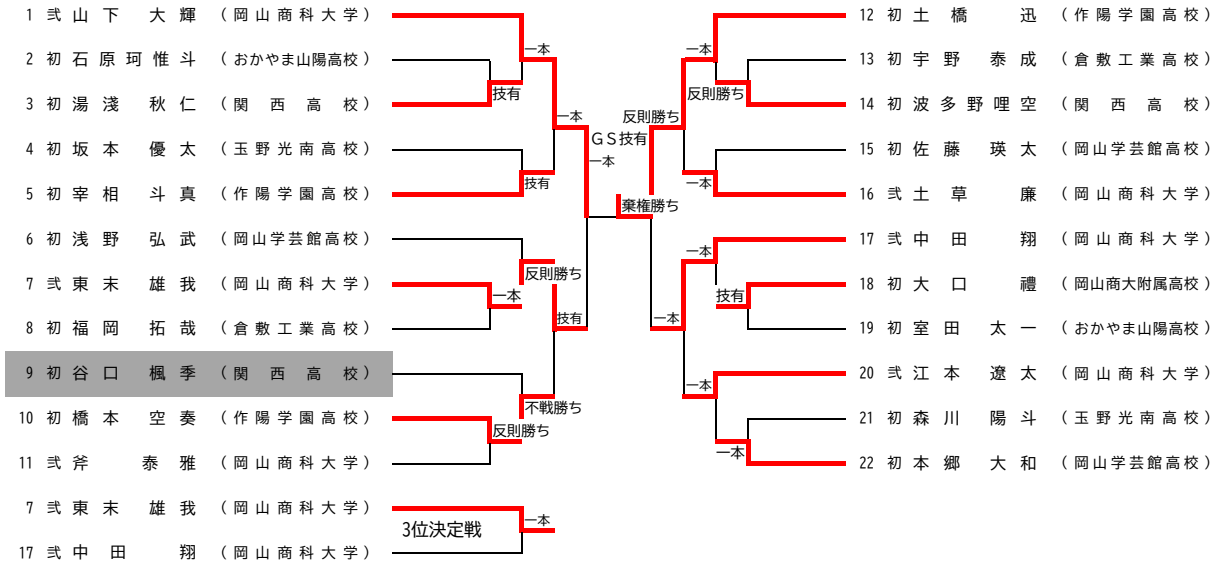 1 弐 山下 大輝 (岡山商科大学)
2 初 石原 珂惟斗 (おかやま山陽高校)
3 初 湯淺 秋仁 (関西高校)
4 初 坂本 優太 (玉野光南高校)
5 初 宰相 斗真 (作陽学園高校)
6 初 浅野 弘武 (岡山学芸館高校)
7 弐 東末 雄我 (岡山商科大学)
8 初 福岡 拓哉 (倉敷工業高校)
9 初 谷口 楓季 (関西高校)
10 初 橋本 空奏 (作陽学園高校)
11 弐 斧 泰雅 (岡山商科大学)
7 弐 東末 雄我 (岡山商科大学)
17 弐 中田 翔 (岡山商科大学)
3位決定戦
一本
一本
技有
一本
技有
反則勝ち
一本
技有
不戦勝ち
反則勝ち
GS技有
一本
棄権勝ち
反則勝ち
一本
反則勝ち
一本
一本
技有
一本
一本
一本
12 初 土橋 迅 (作陽学園高校)
13 初 宇野 泰成 (倉敷工業高校)
14 初 波多野 哩空 (関西高校)
15 初 佐藤 瑛太 (岡山学芸館高校)
16 弐 土草 廉 (岡山商科大学)
17 弐 中田 翔 (岡山商科大学)
18 初 大口 禮 (岡山商大附属高校)
19 初 室田 太一 (おかやま山陽高校)
20 弐 江本 遼太 (岡山商科大学)
21 初 森川 陽斗 (玉野光南高校)
22 初 本郷 大和 (岡山学芸館高校)